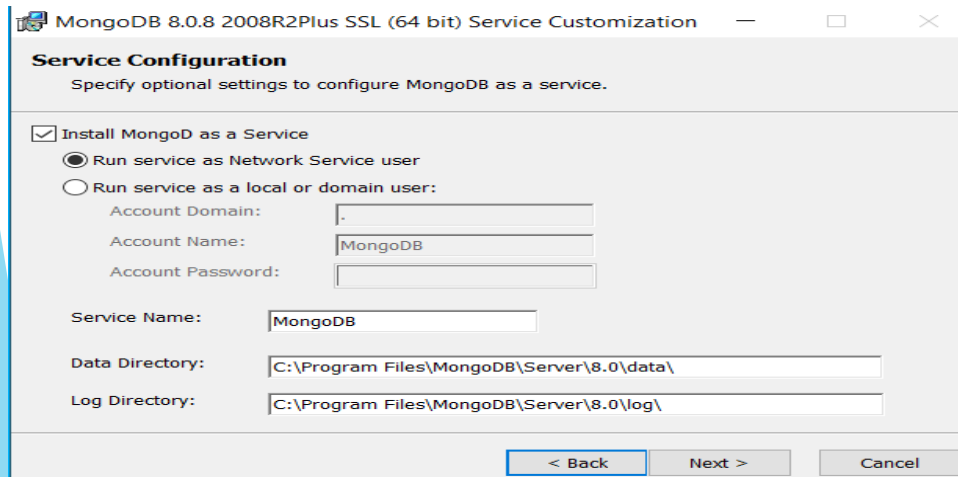 MongoDB 8.0.8 2008R2Plus SSL (64 bit) Service Customization
Service Configuration
Specify optional settings to configure MongoDB as a service.
Install MongoD as a Service
Run service as Network Service user
Run service as a local or domain user:
Account Domain: .
Account Name: MongoDB
Account Password:
Service Name: MongoDB
Data Directory: C:\Program Files\MongoDB\Server\8.0\data\
Log Directory: C:\Program Files\MongoDB\Server\8.0\log\
< Back Next > Cancel